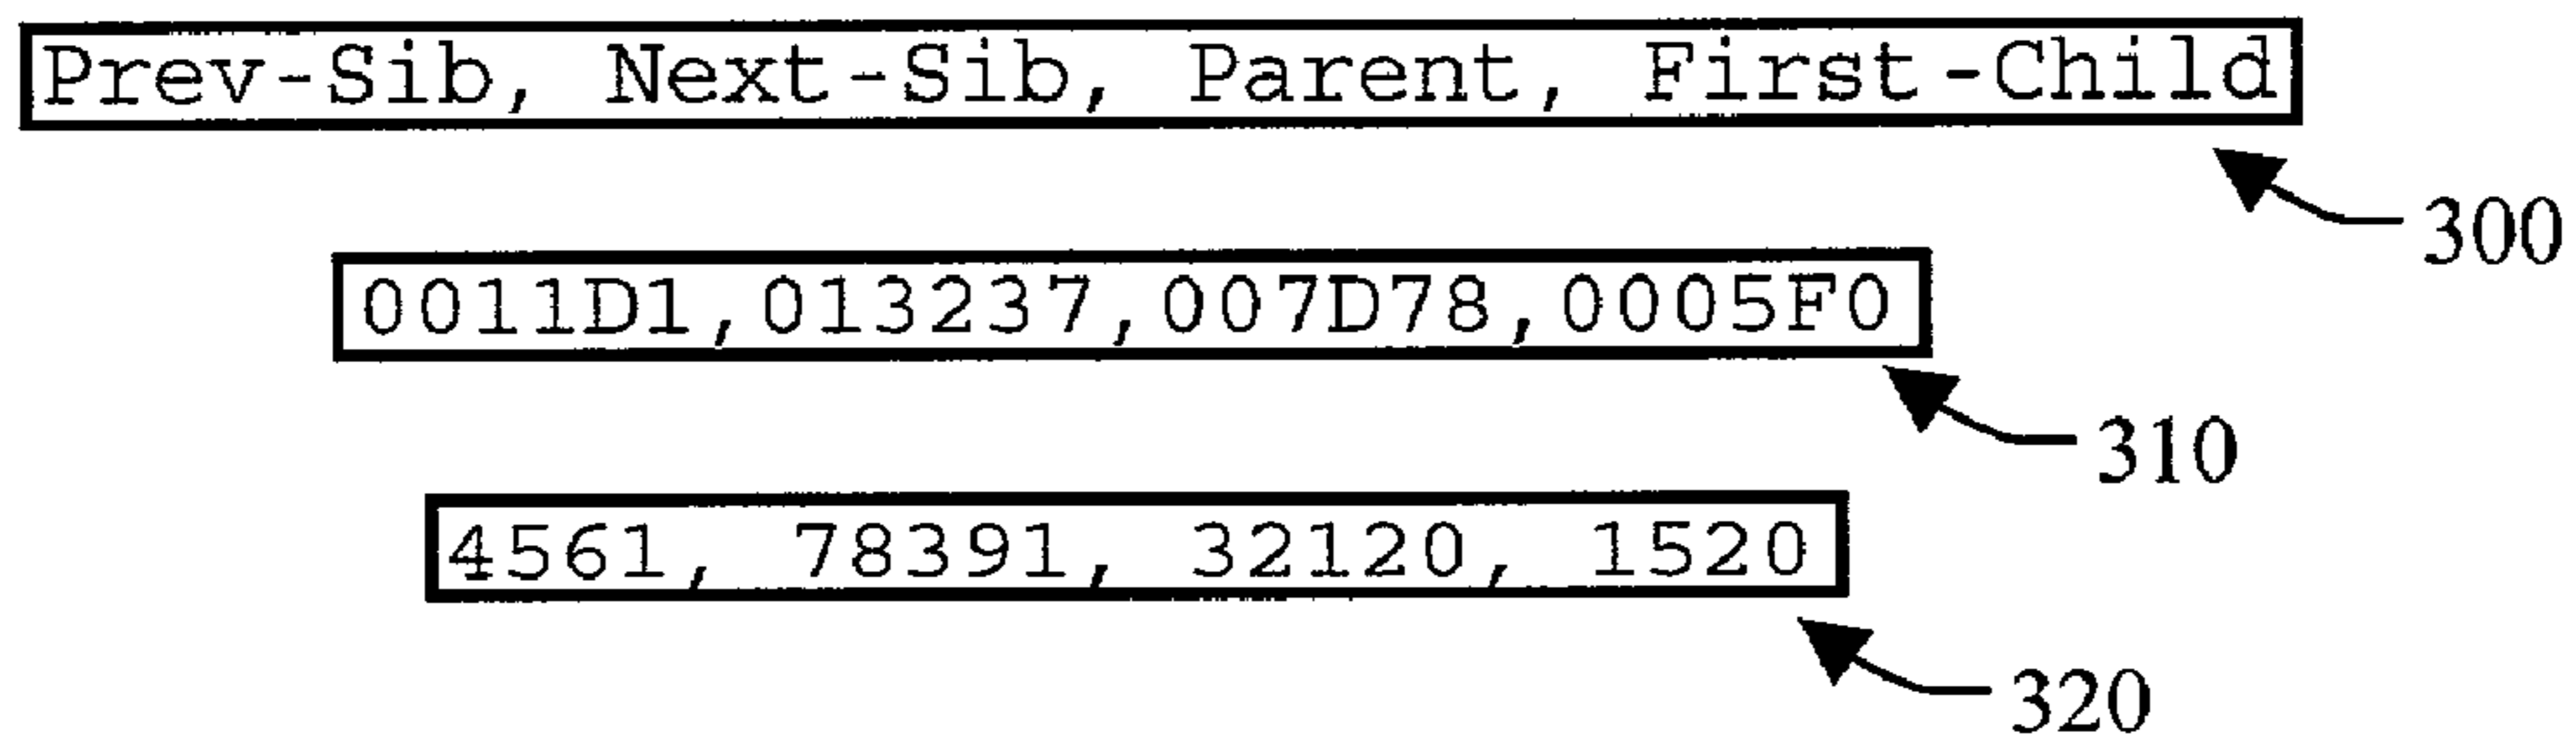 Prev-Sib, Next-Sib, Parent, First-Child
300
0011D1,013237,007D78,0005F0
310
4561, 78391, 32120, 1520
320